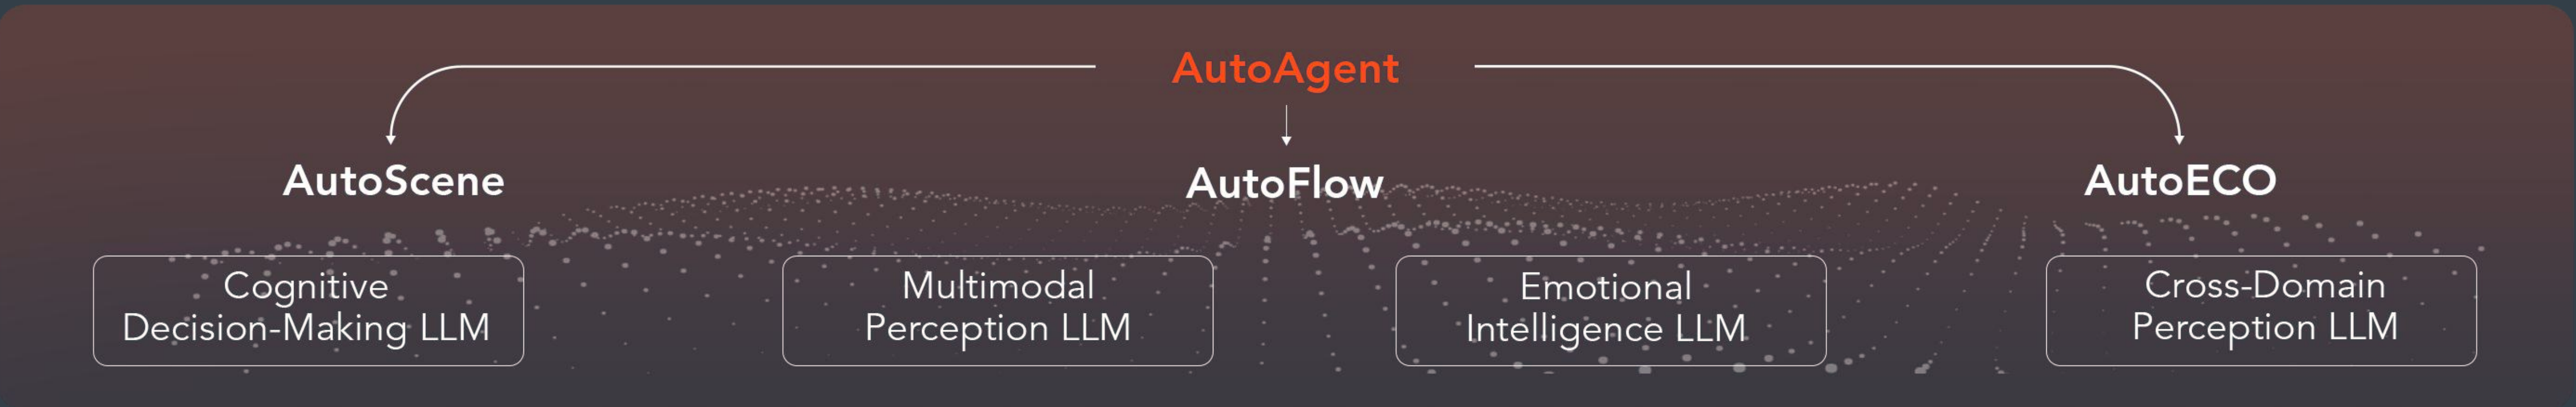 AutoAgent
AutoScene
AutoFlow
AutoECO
Cognitive
Decision-Making LLM
Multimodal
Perception LLM
Emotional
Intelligence LLM
Cross-Domain
Perception LLM